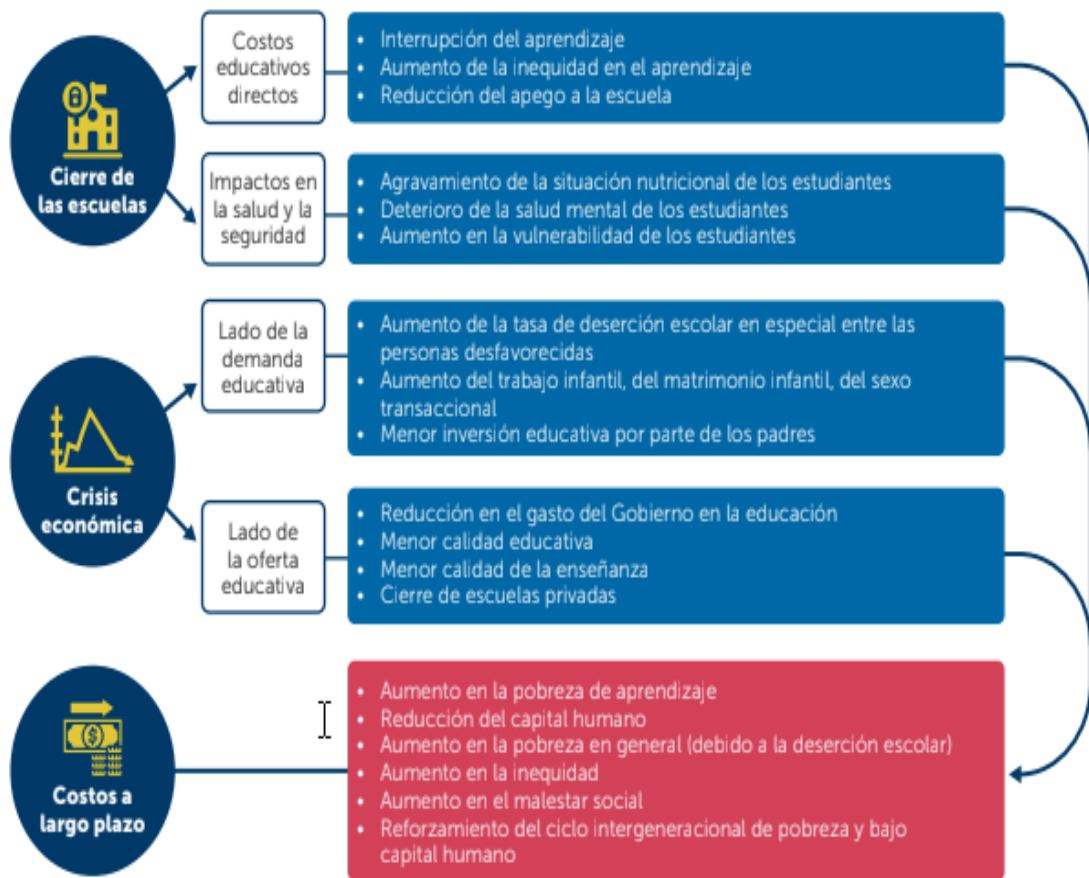 Cierre de
las escuelas
Costos
educativos
directos
• Interrupción del aprendizaje
• Aumento de la inequidad en el aprendizaje
• Reducción del apego a la escuela
Impactos en
la salud y la
seguridad
• Agravamiento de la situación nutricional de los estudiantes
• Deterioro de la salud mental de los estudiantes
• Aumento en la vulnerabilidad de los estudiantes
Crisis
económica
Lado de la
demanda
educativa
• Aumento de la tasa de deserción escolar en especial entre las
personas desfavorecidas
• Aumento del trabajo infantil, del matrimonio infantil, del sexo
transaccional
• Menor inversión educativa por parte de los padres
Lado de
la oferta
educativa
• Reducción en el gasto del Gobierno en la educación
• Menor calidad educativa
• Menor calidad de la enseñanza
• Cierre de escuelas privadas
$
Costos a
largo plazo
• Aumento en la pobreza de aprendizaje
• Reducción del capital humano
• Aumento en la pobreza en general (debido a la deserción escolar)
• Aumento en la inequidad
• Aumento en el malestar social
• Reforzamiento del ciclo intergeneracional de pobreza y bajo
capital humano